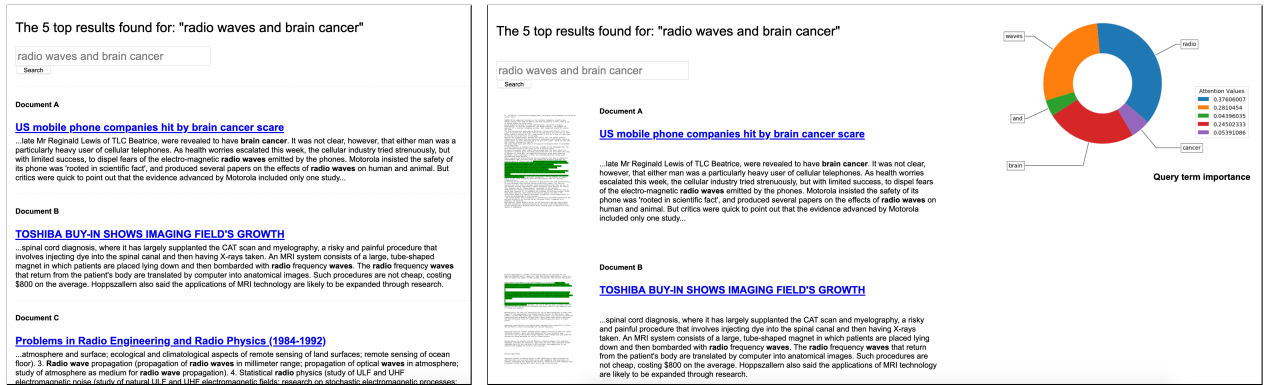 The 5 top results found for: "radio waves and brain cancer"
radio waves and brain cancer
Search
Document A
US mobile phone companies hit by brain cancer scare
...late Mr Reginald Lewis of TLC Beatrice, were revealed to have brain cancer. It was not clear, however, that either man was a
particularly heavy user of cellular telephones. As health worries escalated this week, the cellular industry tried strenuously, but
with limited success, to dispel fears of the electro-magnetic radio waves emitted by the phones. Motorola insisted the safety of
its phone was 'rooted in scientific fact', and produced several papers on the effects of radio waves on human and animal. But
critics were quick to point out that the evidence advanced by Motorola included only one study...
Document B
TOSHIBA BUY-IN SHOWS IMAGING FIELD'S GROWTH
...spinal cord diagnosis, where it has largely supplanted the CAT scan and myelography, a risky and painful procedure that
involves injecting dye into the spinal canal and then having X-rays taken. An MRI system consists of a large, tube-shaped
magnet in which patients are placed lying down and then bombarded with radio frequency waves. The radio frequency waves
that return from the patient's body are translated by computer into anatomical images. Such procedures are not cheap, costing
$800 on the average. Hoppszallern also said the applications of MRI technology are likely to be expanded through research.
Document C
Problems in Radio Engineering and Radio Physics (1984-1992)
...atmosphere and surface; ecological and climatological aspects of remote sensing of land surfaces; remote sensing of ocean
floor). 3. Radio wave propagation (propagation of radio waves in milimeter range; propagation of optical waves in atmosphere;
study of atmosphere as medium for radio wave propagation). 4. Statistical radio physics (study of ULF and UHF
electromagnetic noise (study of natural ULF and UHF electromagnetic fields; research on stochastic electromagnetic processes;
The 5 top results found for: "radio waves and brain cancer"
radio waves and brain cancer
Search
Document A
US mobile phone companies hit by brain cancer scare
...late Mr Reginald Lewis of TLC Beatrice, were revealed to have brain cancer. It was not clear,
however, that either man was a particularly heavy user of cellular telephones. As health worries
escalated this week, the cellular industry tried strenuously, but with limited success, to dispel fears
of the electro-magnetic radio waves emitted by the phones. Motorola insisted the safety of its
phone was 'rooted in scientific fact', and produced several papers on the effects of radio waves on
human and animal. But critics were quick to point out that the evidence advanced by Motorola
included only one study...
Document B
TOSHIBA BUY-IN SHOWS IMAGING FIELD'S GROWTH
...spinal cord diagnosis, where it has largely supplanted the CAT scan and myelography, a risky
and painful procedure that involves injecting dye into the spinal canal and then having X-rays
taken. An MRI system consists of a large, tube-shaped magnet in which patients are placed lying
down and then bombarded with radio frequency waves. The radio frequency waves that return
from the patient's body are translated by computer into anatomical images. Such procedures are
not cheap, costing $800 on the average. Hoppszallern also said the applications of MRI technology
are likely to be expanded through research.
waves
radio
and
brain
cancer
Attention Values
0.37606007
0.2810454
0.04396035
0.24502333
0.05391086
Query term importance